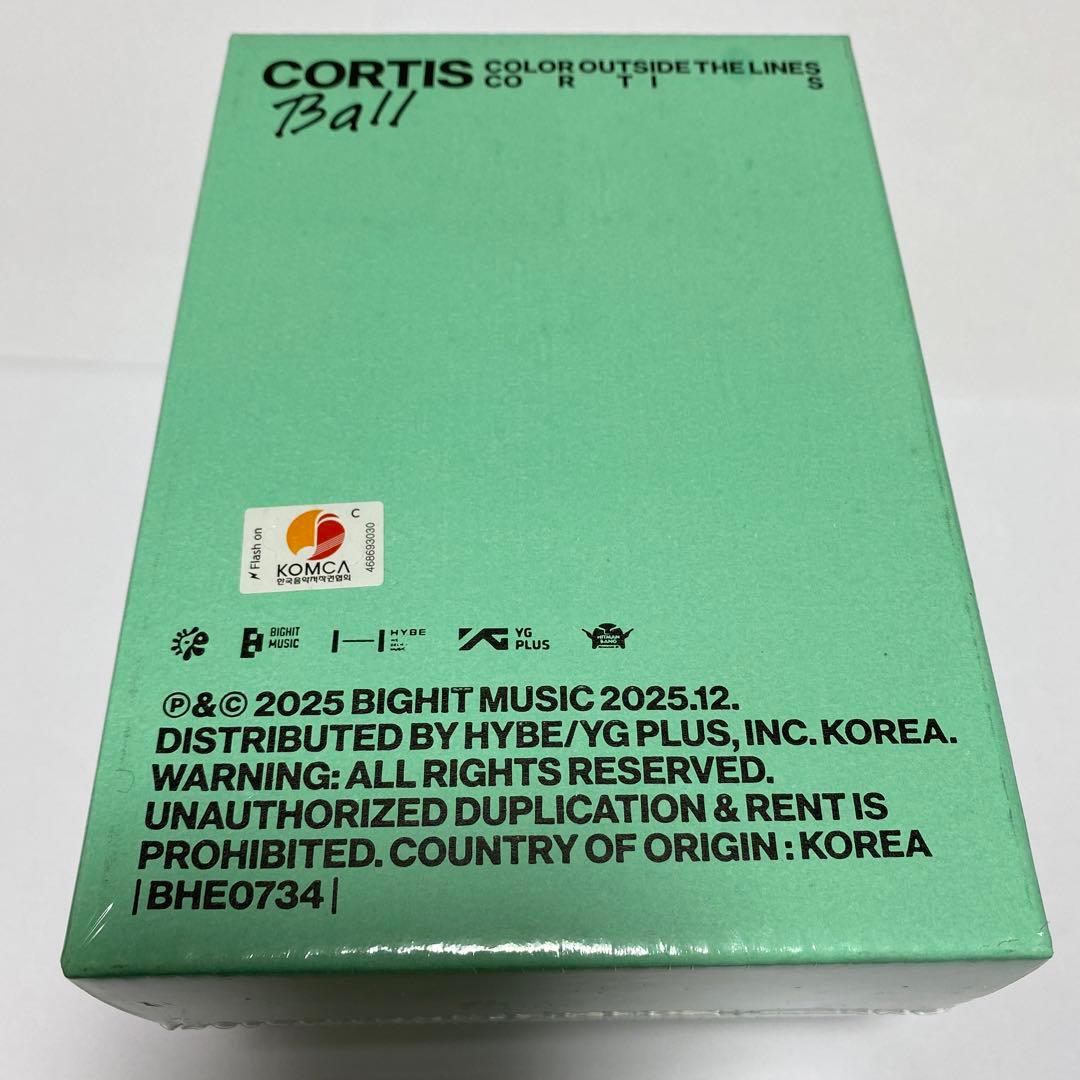 CORTIS COLOR OUTSIDE THE LINES
CO R T I S
Ball
Flash on
C
468693030
KOMCA
한국음악저작권협회
BIGHIT
MUSIC
HYBE
YG
PLUS
HITMAN
BANG
℗&© 2025 BIGHIT MUSIC 2025.12.
DISTRIBUTED BY HYBE/YG PLUS, INC. KOREA.
WARNING: ALL RIGHTS RESERVED.
UNAUTHORIZED DUPLICATION & RENT IS
PROHIBITED. COUNTRY OF ORIGIN : KOREA
|BHE0734|